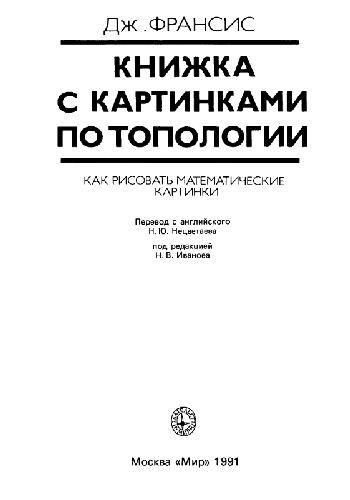 Дж. ФРАНСИС
КНИЖКА
С КАРТИНКАМИ
ПО ТОПОЛОГИИ
КАК РИСОВАТЬ МАТЕМАТИЧЕСКИЕ
КАРТИНКИ
Перевод с английского
Н. Ю. Нецветаева
под редакцией
Н. В. Иванова
Москва «Мир» 1991